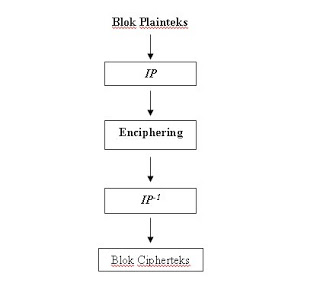 Blok Plainteks
IP
Enciphering
IP⁻¹
Blok Cipherteks